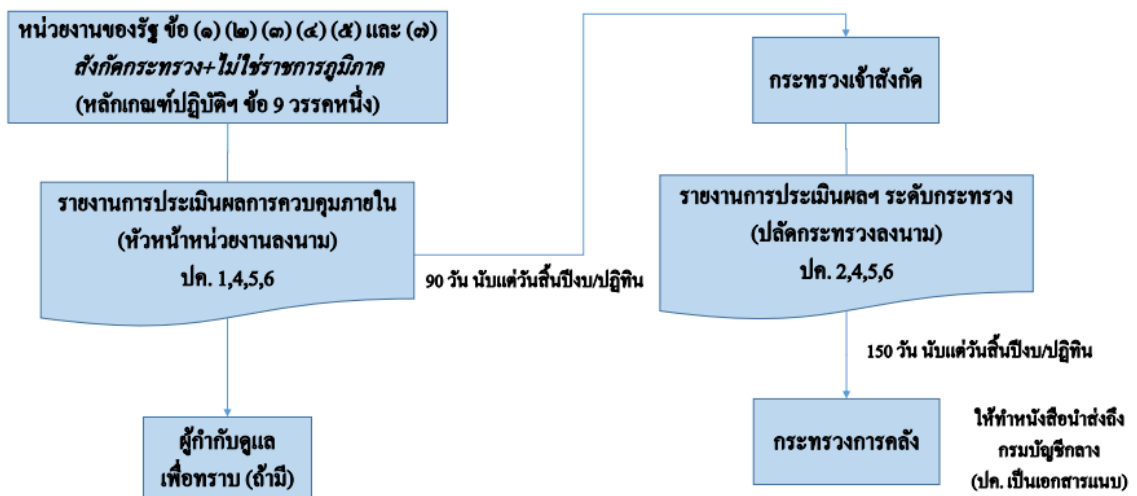 หน่วยงานของรัฐ ข้อ (๑) (๒) (๓) (๔) (๕) และ (๗)
สังกัดกระทรวง+ไม่ใช่ราชการภูมิภาค
(หลักเกณฑ์ปฏิบัติฯ ข้อ 9 วรรคหนึ่ง)
รายงานการประเมินผลการควบคุมภายใน
(หัวหน้าหน่วยงานลงนาม)
ปค. 1,4,5,6
90 วัน นับแต่วันสิ้นปีงบ/ปฏิทิน
ผู้กำกับดูแล
เพื่อทราบ (ถ้ามี)
กระทรวงเจ้าสังกัด
รายงานการประเมินผลฯ ระดับกระทรวง
(ปลัดกระทรวงลงนาม)
ปค. 2,4,5,6
150 วัน นับแต่วันสิ้นปีงบ/ปฏิทิน
กระทรวงการคลัง
ให้ทำหนังสือนำส่งถึง
กรมบัญชีกลาง
(ปค. เป็นเอกสารแนบ)